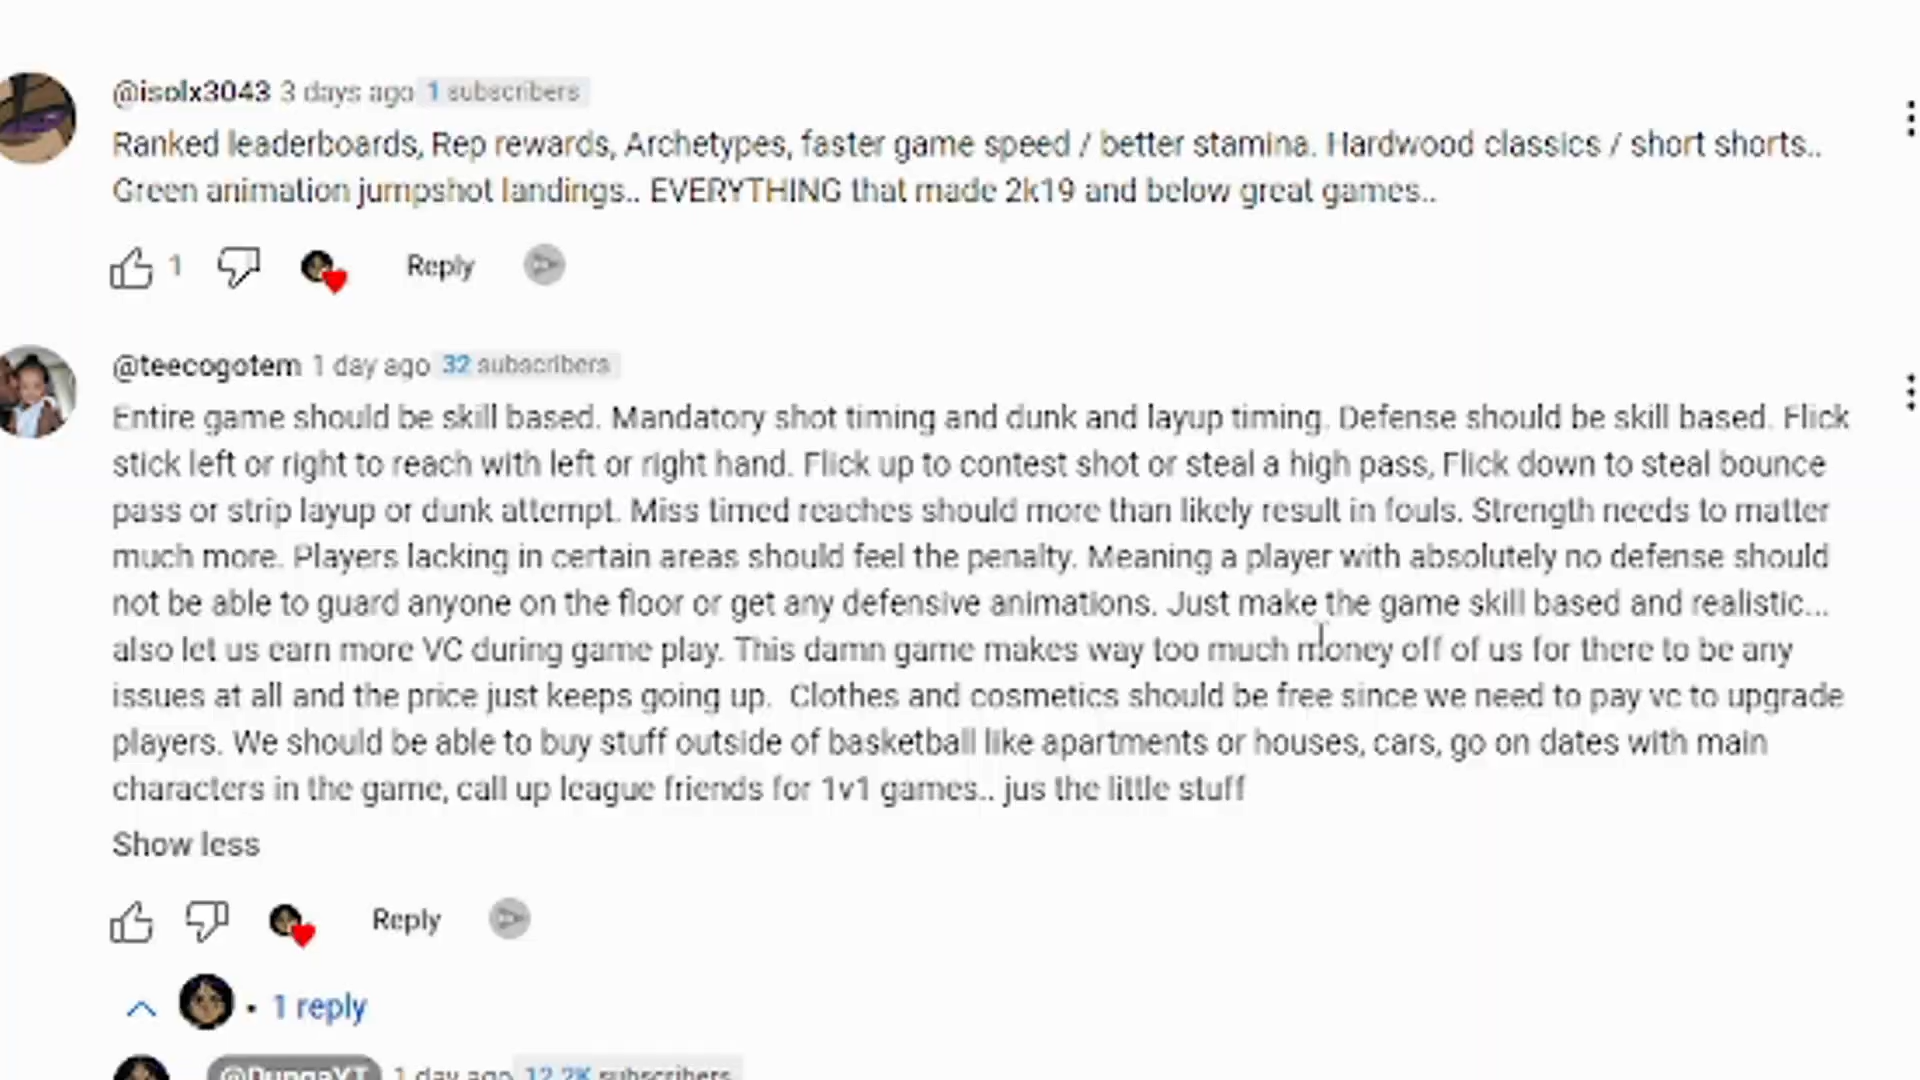 @isolx3043 3 days ago 1 subscribers
Ranked leaderboards, Rep rewards, Archetypes, faster game speed / better stamina. Hardwood classics / short shorts..
Green animation jumpshot landings.. EVERYTHING that made 2k19 and below great games..
1 Reply
@teecogotem 1 day ago 32 subscribers
Entire game should be skill based. Mandatory shot timing and dunk and layup timing. Defense should be skill based. Flick
stick left or right to reach with left or right hand. Flick up to contest shot or steal a high pass, Flick down to steal bounce
pass or strip layup or dunk attempt. Miss timed reaches should more than likely result in fouls. Strength needs to matter
much more. Players lacking in certain areas should feel the penalty. Meaning a player with absolutely no defense should
not be able to guard anyone on the floor or get any defensive animations. Just make the game skill based and realistic...
also let us earn more VC during game play. This damn game makes way too much money off of us for there to be any
issues at all and the price just keeps going up. Clothes and cosmetics should be free since we need to pay vc to upgrade
players. We should be able to buy stuff outside of basketball like apartments or houses, cars, go on dates with main
characters in the game, call up league friends for 1v1 games.. jus the little stuff
Show less
Reply
1 reply
1 day ago 12.2K subscribers